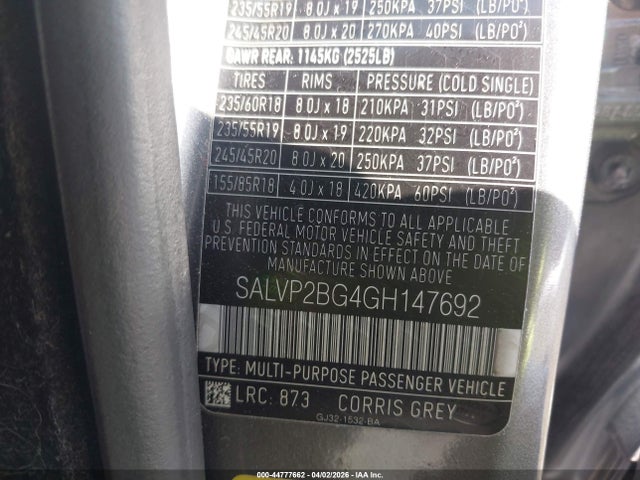 235/55R19 8.0J x 19 250KPA 37PSI (LB/PO²)
245/45R20 8.0J x 20 270KPA 40PSI (LB/PO²)
GAWR REAR: 1145KG (2525LB)
TIRES RIMS PRESSURE (COLD SINGLE)
235/60R18 8.0J x 18 210KPA 31PSI (LB/PO²)
235/55R19 8.0J x 19 220KPA 32PSI (LB/PO²)
245/45R20 8.0J x 20 250KPA 37PSI (LB/PO²)
155/85R18 4.0J x 18 420KPA 60PSI (LB/PO²)
THIS VEHICLE CONFORMS TO ALL APPLICABLE
U.S. FEDERAL MOTOR VEHICLE SAFETY AND THEFT
PREVENTION STANDARDS IN EFFECT ON THE DATE OF
MANUFACTURE SHOWN ABOVE
SALVP2BG4GH147692
TYPE: MULTI-PURPOSE PASSENGER VEHICLE
LRC: 873 CORRIS GREY
GJ32-1532-BA
000-44777662 - 04/02/2026 - Copyright IAA, LLC. All Rights Reserved.